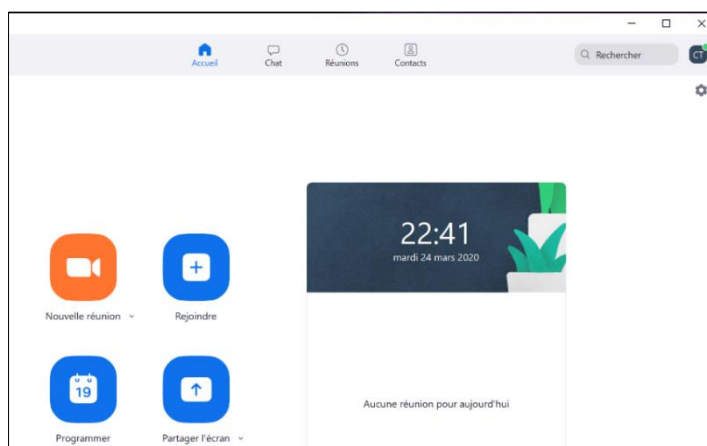 Accueil
Chat
Réunions
Contacts
Rechercher
CT
22:41
mardi 24 mars 2020
Nouvelle réunion
Rejoindre
19
Aucune réunion pour aujourd'hui
Programmer
Partager l'écran